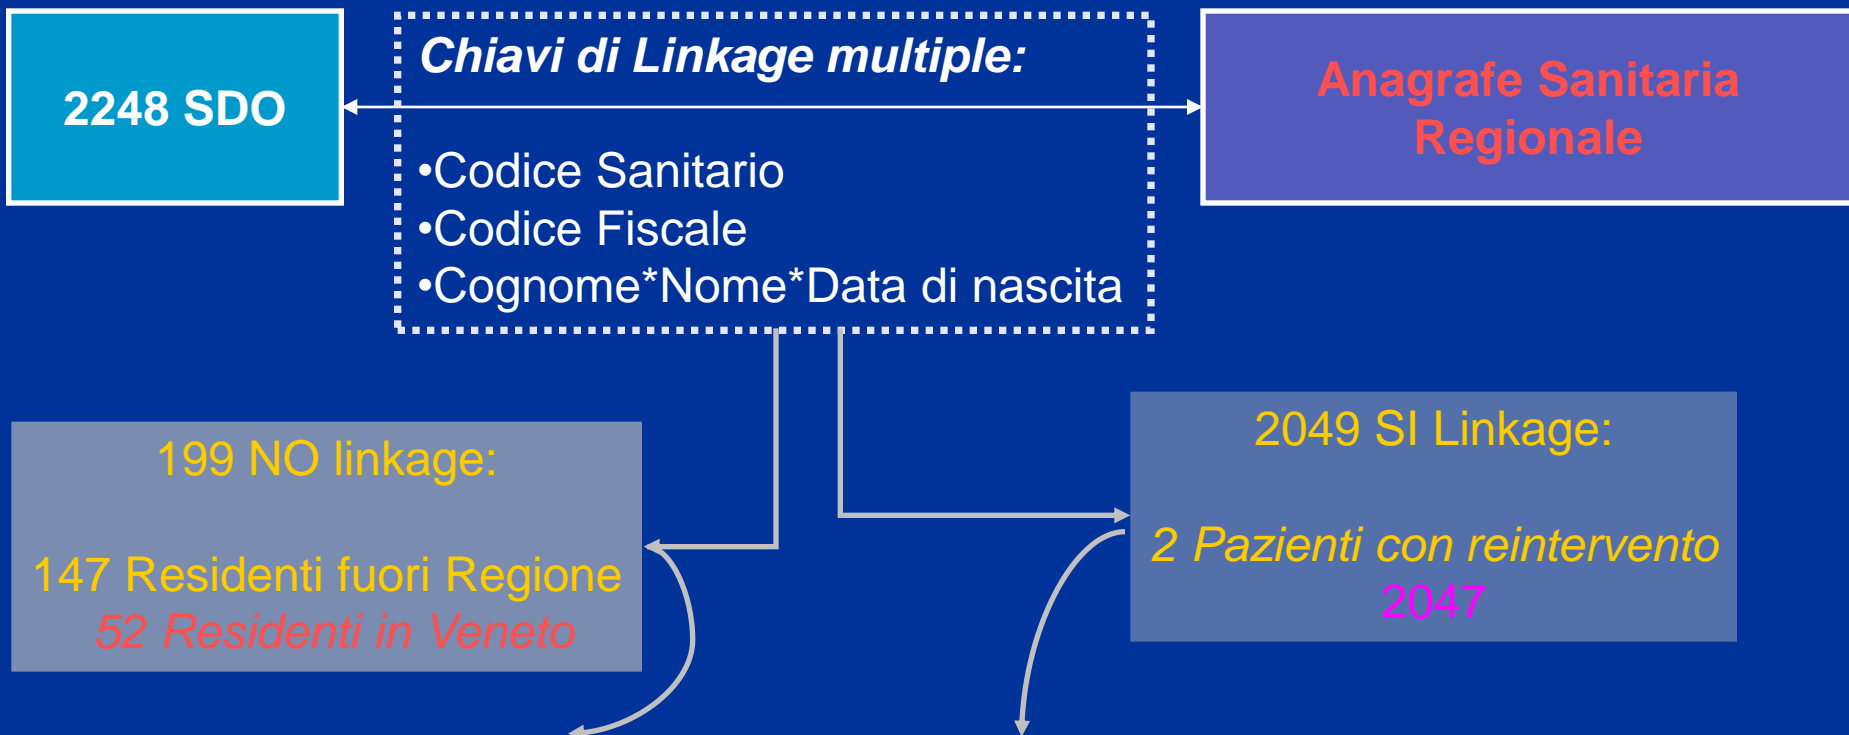 2248 SDO
Chiavi di Linkage multiple:
•Codice Sanitario
•Codice Fiscale
•Cognome*Nome*Data di nascita
Anagrafe Sanitaria
Regionale
199 NO linkage:
147 Residenti fuori Regione
52 Residenti in Veneto
2049 SI Linkage:
2 Pazienti con reintervento
2047